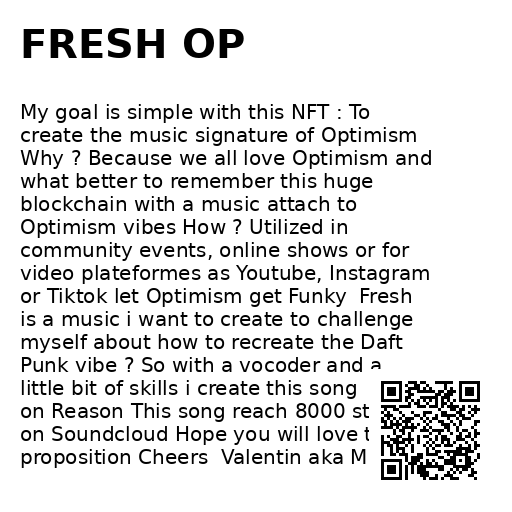 FRESH OP
My goal is simple with this NFT : To
create the music signature of Optimism
Why ? Because we all love Optimism and
what better to remember this huge
blockchain with a music attach to
Optimism vibes How ? Utilized in
community events, online shows or for
video plateformes as Youtube, Instagram
or Tiktok let Optimism get Funky  Fresh
is a music i want to create to challenge
myself about how to recreate the Daft
Punk vibe ? So with a vocoder and a
little bit of skills i create this song
on Reason This song reach 8000 st
on Soundcloud Hope you will love
proposition Cheers  Valentin aka M